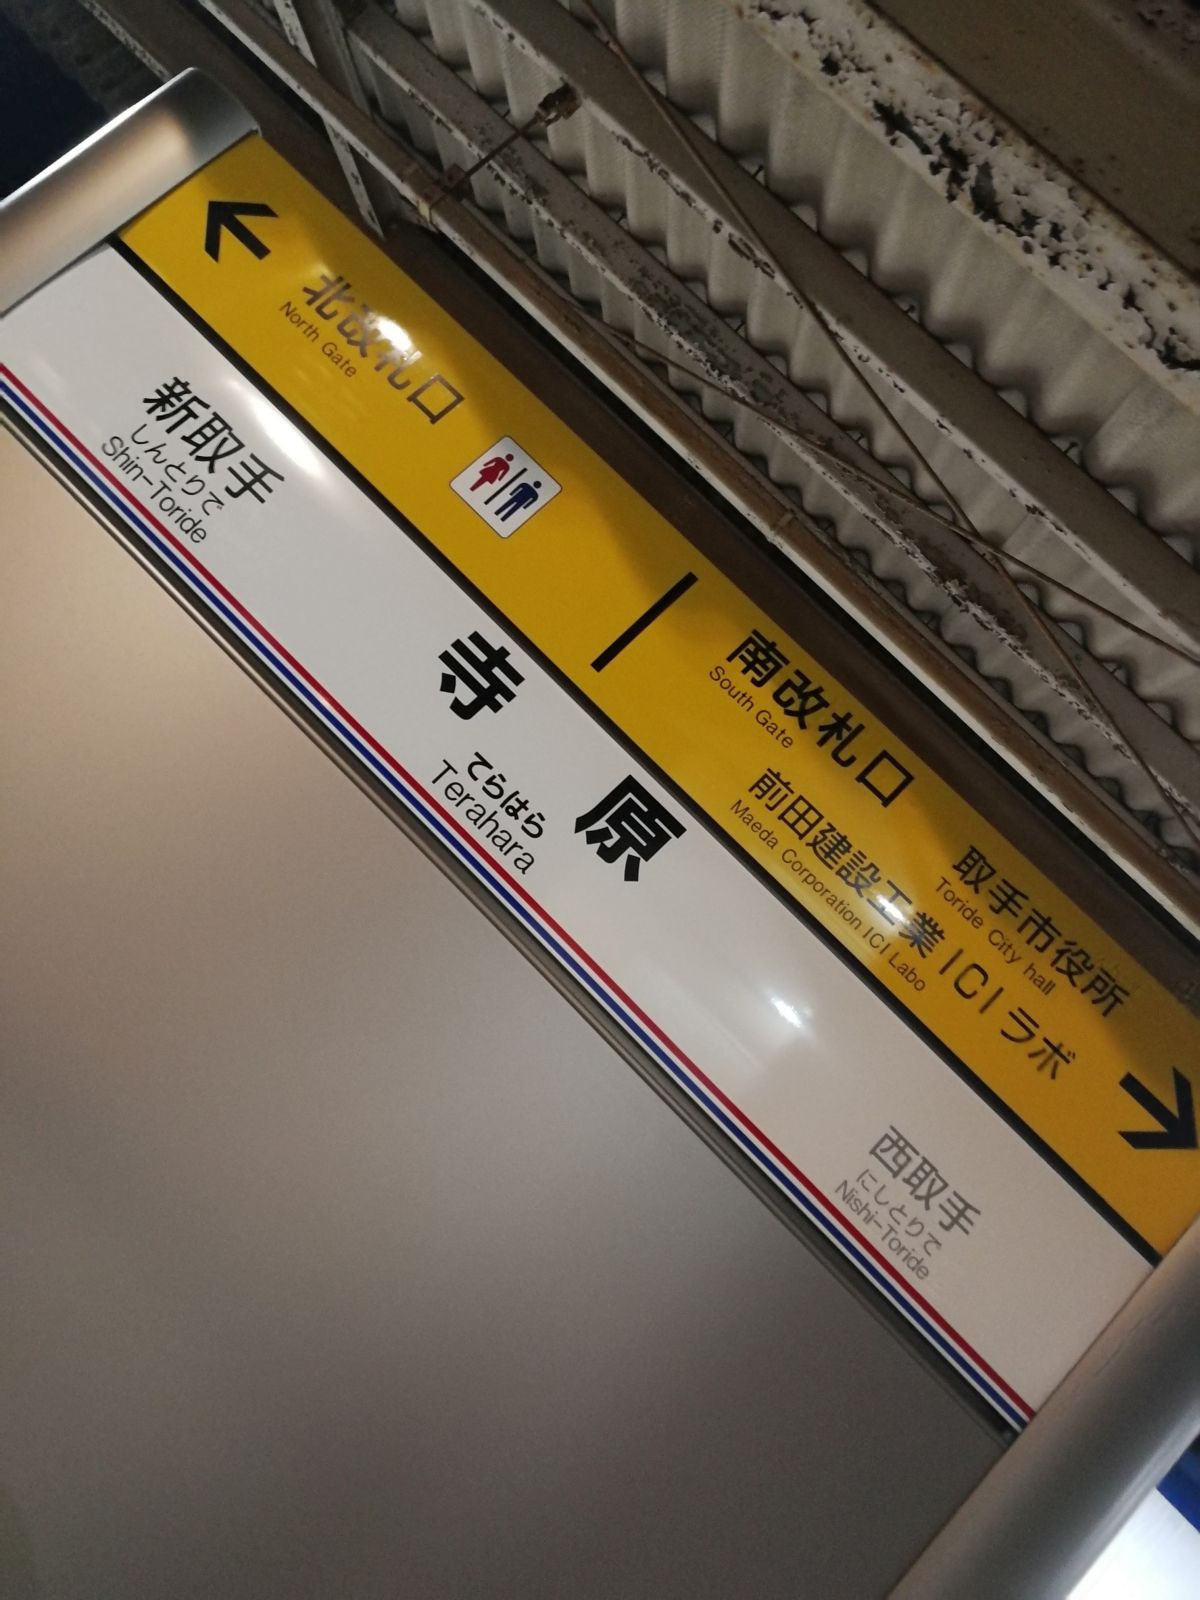 北改札口
North Gate
南改札口
South Gate
取手市役所
Toride City hall
前田建設工業 ICI ラボ
Maeda Corporation ICI Labo
新取手
しんとりで
Shin-Toride
寺原
てらはら
Terahara
西取手
にしとりで
Nishi-Toride